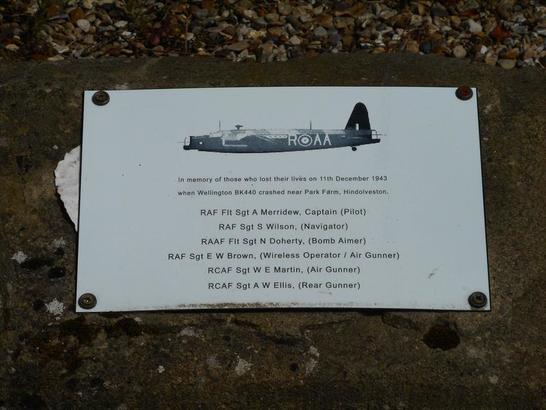 R AA
In memory of those who lost their lives on 11th December 1943
when Wellington BK440 crashed near Park Farm, Hindolveston.
RAF Flt Sgt A Merridew, Captain (Pilot)
RAF Sgt S Wilson, (Navigator)
RAAF Flt Sgt N Doherty, (Bomb Aimer)
RAF Sgt E W Brown, (Wireless Operator / Air Gunner)
RCAF Sgt W E Martin, (Air Gunner)
RCAF Sgt A W Ellis, (Rear Gunner)